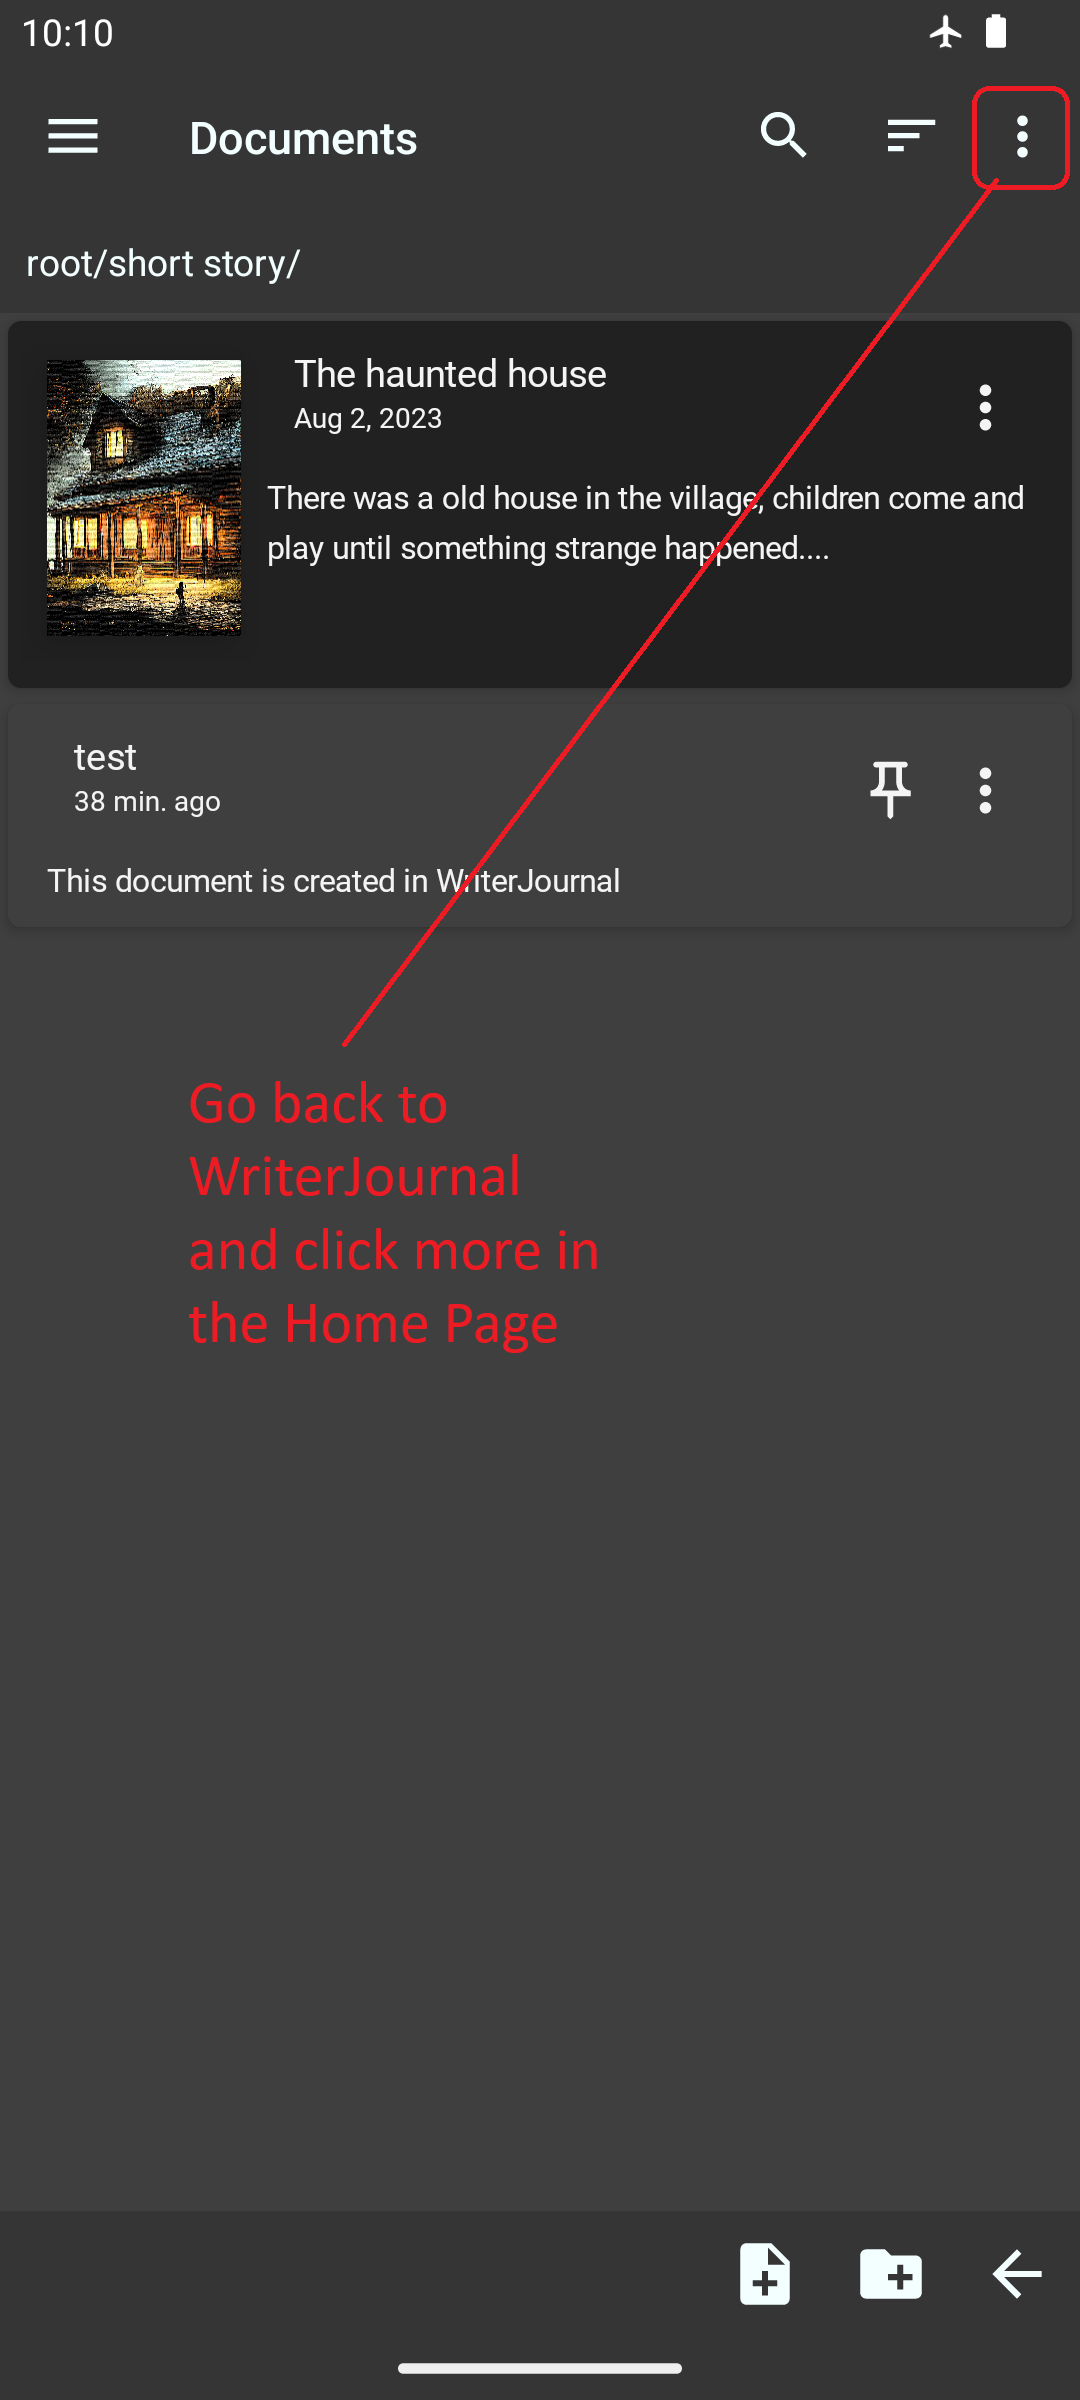 10:10
Documents
root/short story/
The haunted house
Aug 2, 2023
There was a old house in the village, children come and
play until something strange happened....
test
38 min. ago
This document is created in WriterJournal
Go back to
WriterJournal
and click more in
the Home Page